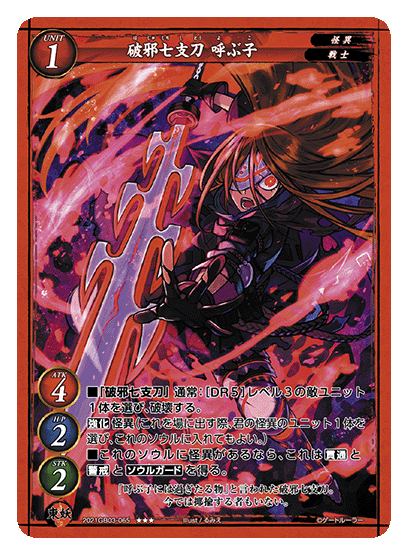 UNIT
1
破邪七支刀 呼ぶ子
怪異
戦士
ATK
4
H.P
2
STK
2
■「破邪七支刀」 通常:[DR5]レベル3の敵ユニット
1体を選び、破壊する。
強化 怪異(これを場に出す際、君の怪異のユニット1体を
選び、これのソウルに入れてもよい。)
■これのソウルに怪異があるなら、これは 貫通 と
警戒 と ソウルガード を得る。
「呼ぶ子には過ぎたる物」と言われた破邪七支刀。
今では揶揄する者もいない。
2021GB03-065 ★★★ Illust / るみえ ©ゲートルーラー